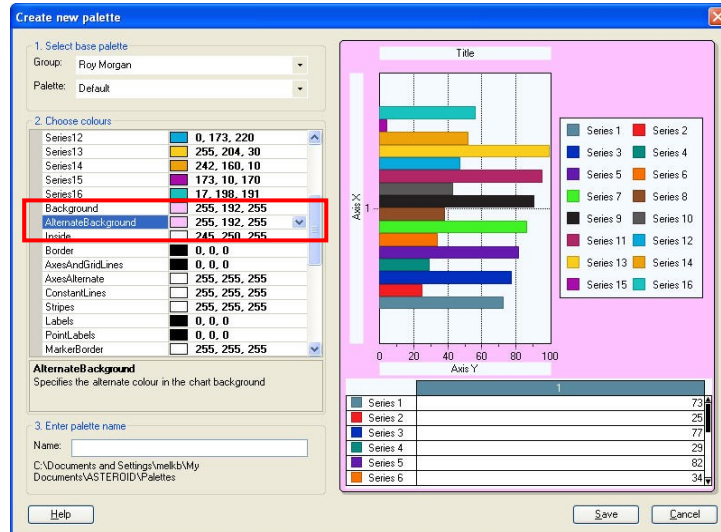 Create new palette
1. Select base palette
Group: Roy Morgan
Palette: Default
2. Choose colours
Series12 0, 173, 220
Series13 255, 204, 30
Series14 242, 160, 10
Series15 173, 10, 170
Series16 17, 198, 191
Background 255, 192, 255
AlternateBackground 255, 192, 255
Inside 245, 250, 255
Border 0, 0, 0
AxesAndGridLines 0, 0, 0
AxesAlternate 255, 255, 255
ConstantLines 255, 255, 255
Stripes 255, 255, 255
Labels 0, 0, 0
PointLabels 0, 0, 0
MarkerBorder 255, 255, 255
AlternateBackground
Specifies the alternate colour in the chart background
3. Enter palette name
Name:
C:\Documents and Settings\melkb\My
Documents\ASTEROID\Palettes
Help
Title
Axis X
1
0 20 40 60 80 100
Axis Y
Series 1 Series 2
Series 3 Series 4
Series 5 Series 6
Series 7 Series 8
Series 9 Series 10
Series 11 Series 12
Series 13 Series 14
Series 15 Series 16
1
Series 1 73
Series 2 25
Series 3 77
Series 4 29
Series 5 82
Series 6 34
Save Cancel